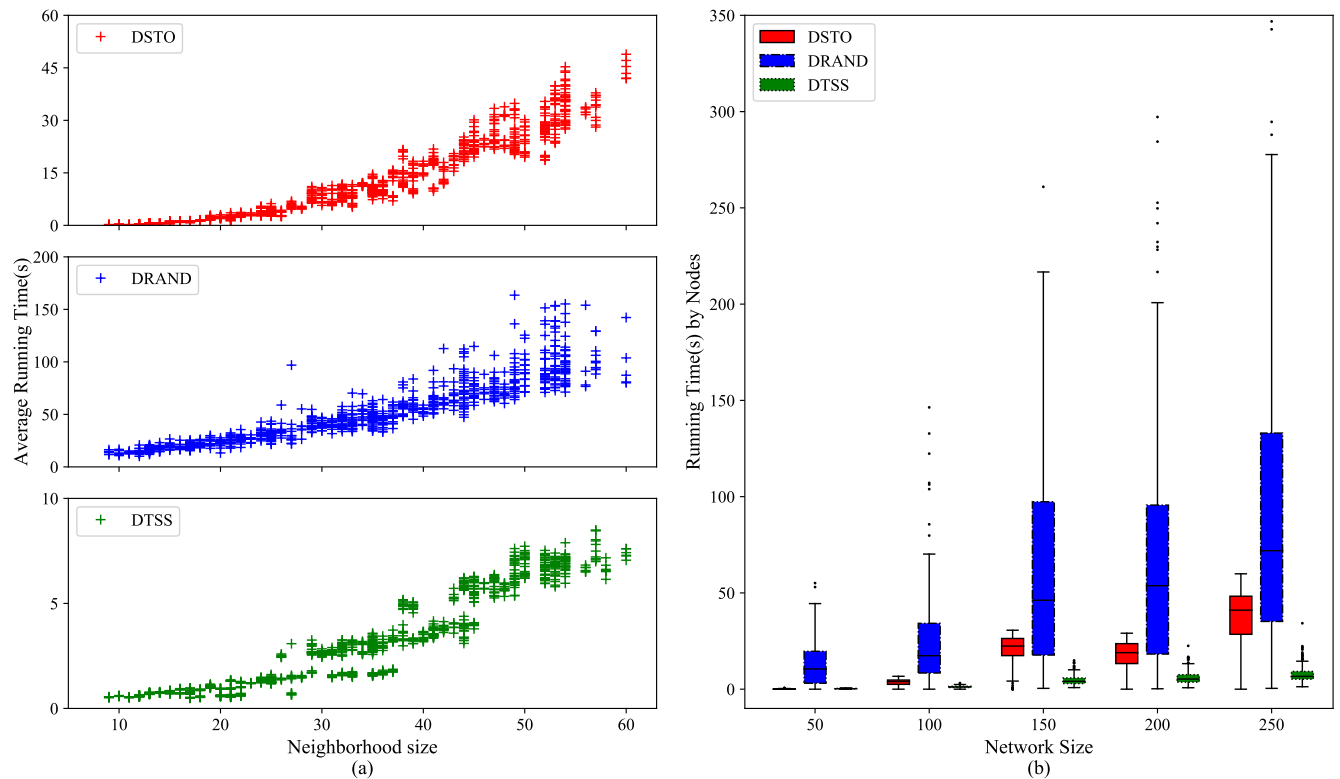 60
45
30
15
0
DSTO
200
150
100
50
0
DRAND
10
5
0
DTSS
Average Running Time(s)
10 20 30 40 50 60
Neighborhood size
(a)
350
300
250
200
150
100
50
0
DSTO
DRAND
DTSS
Running Time(s) by Nodes
50 100 150 200 250
Network Size
(b)